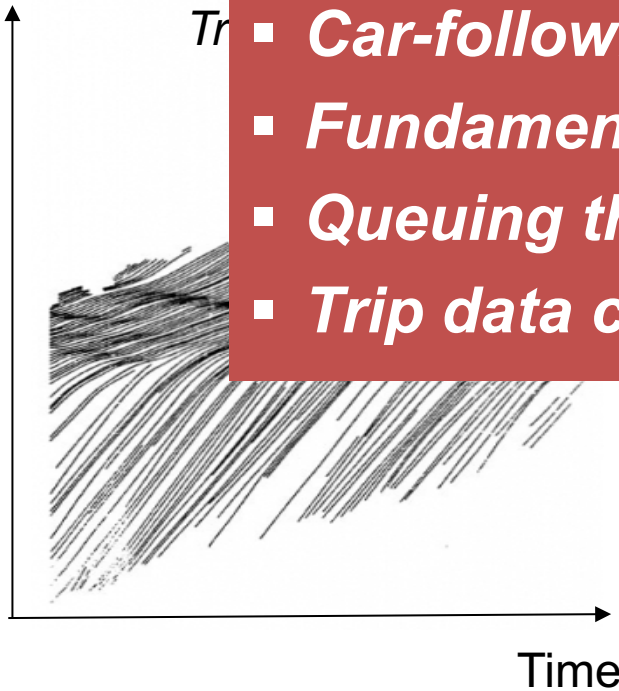 Tr
Car-follow
Fundamen
Queuing th
Trip data c
Time